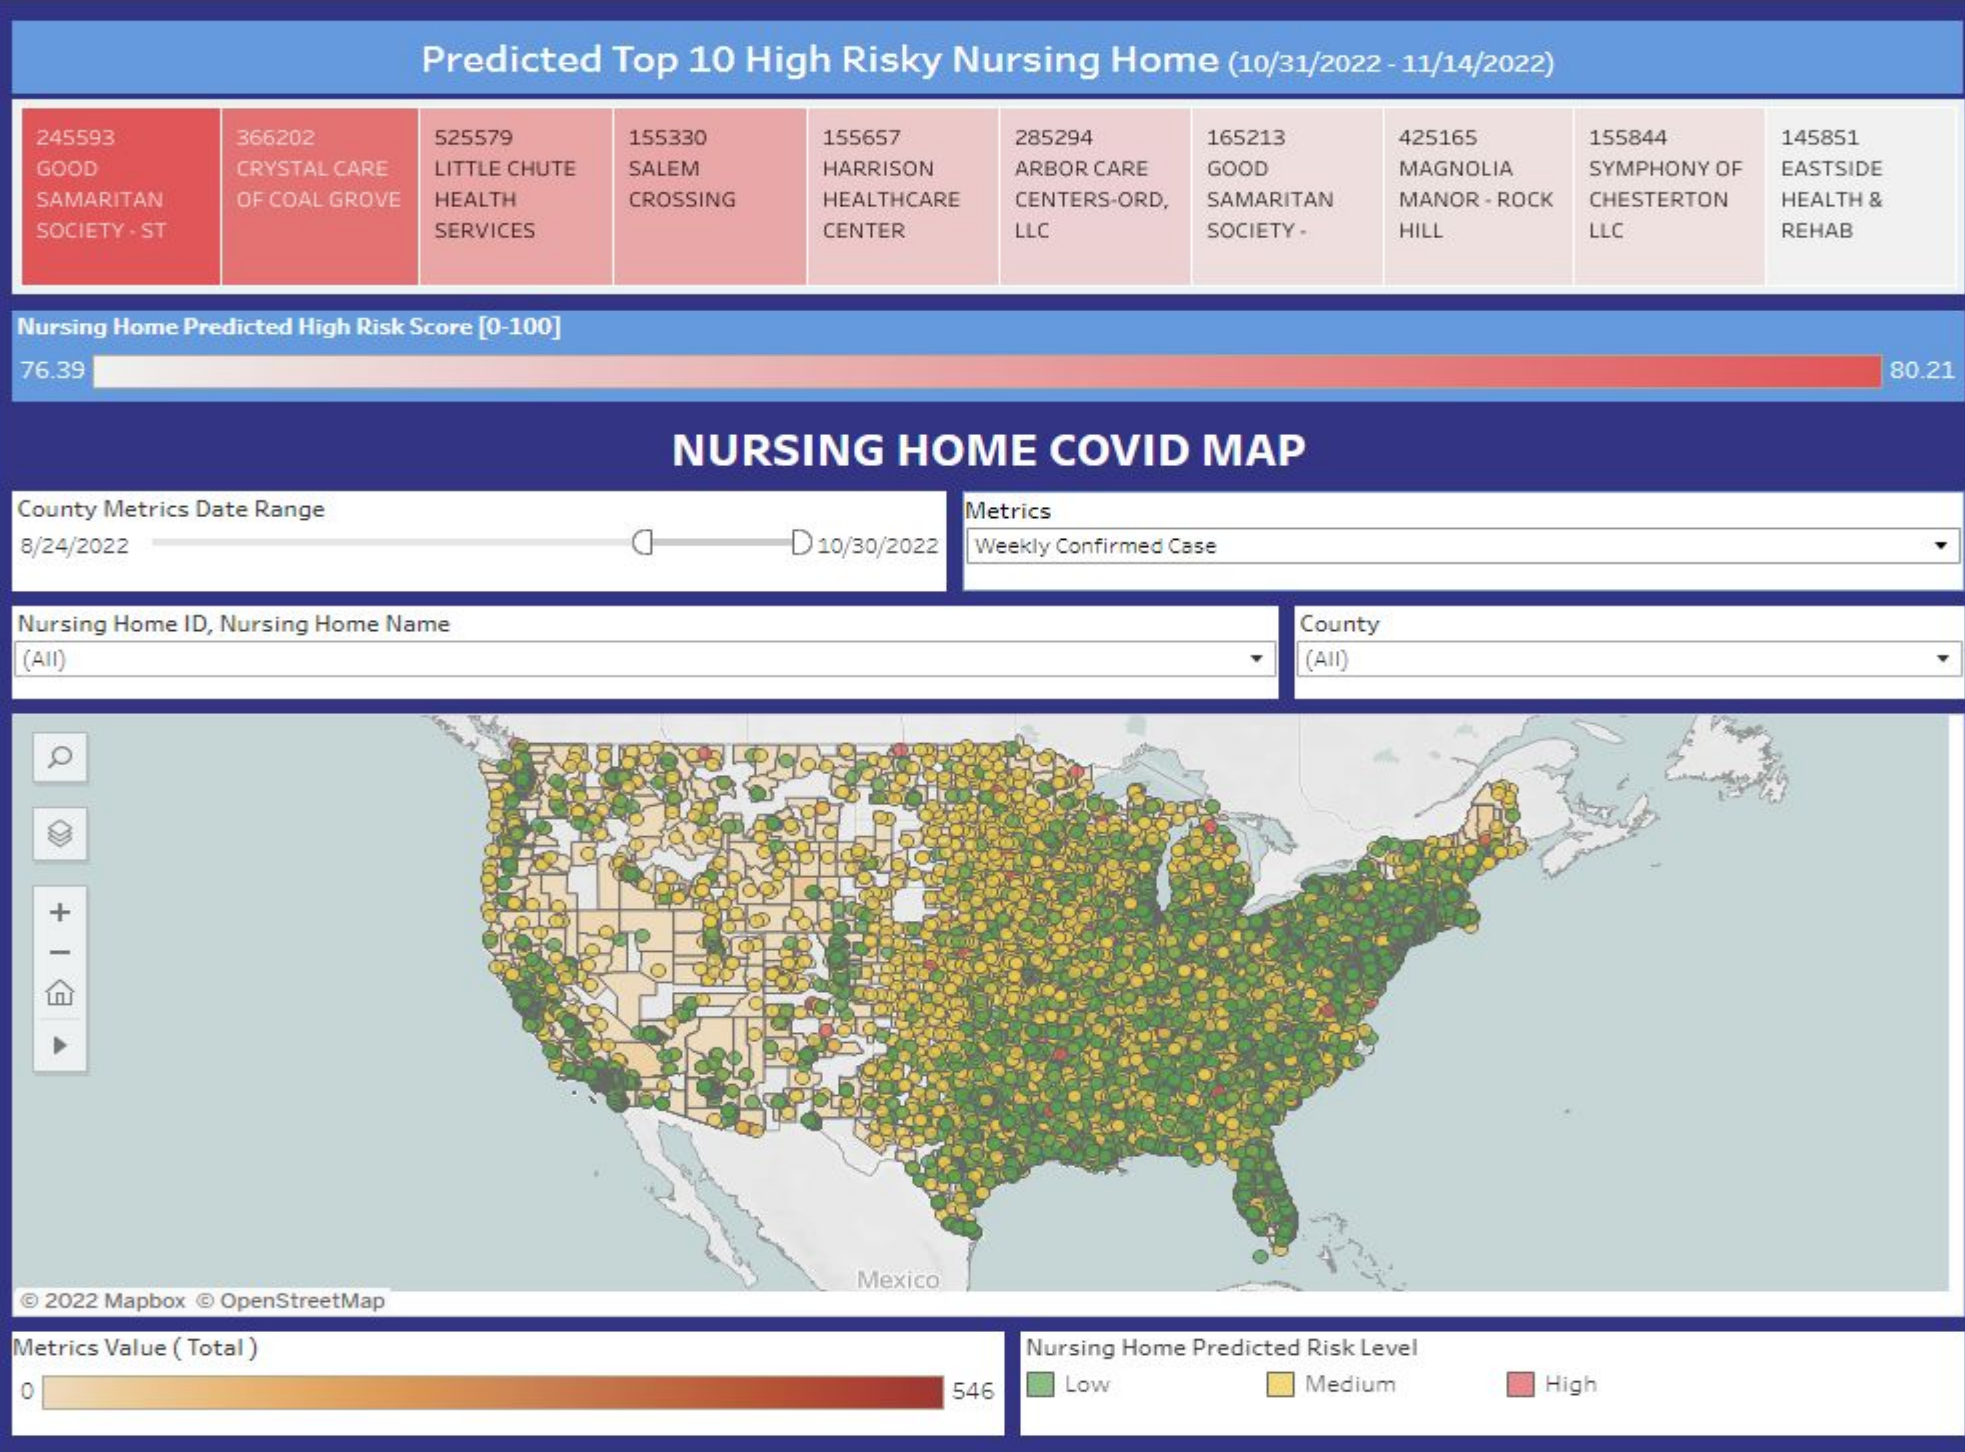 Predicted Top 10 High Risky Nursing Home (10/31/2022 - 11/14/2022)
245593
GOOD
SAMARITAN
SOCIETY - ST
366202
CRYSTAL CARE
OF COAL GROVE
525579
LITTLE CHUTE
HEALTH
SERVICES
155330
SALEM
CROSSING
155657
HARRISON
HEALTHCARE
CENTER
285294
ARBOR CARE
CENTERS-ORD,
LLC
165213
GOOD
SAMARITAN
SOCIETY -
425165
MAGNOLIA
MANOR - ROCK
HILL
155844
SYMPHONY OF
CHESTERTON
LLC
145851
EASTSIDE
HEALTH &
REHAB
Nursing Home Predicted High Risk Score [0-100]
76.39
80.21
NURSING HOME COVID MAP
County Metrics Date Range
8/24/2022
10/30/2022
Metrics
Weekly Confirmed Case
Nursing Home ID, Nursing Home Name
(All)
County
(All)
Mexico
© 2022 Mapbox © OpenStreetMap
Metrics Value ( Total )
0
546
Nursing Home Predicted Risk Level
Low
Medium
High